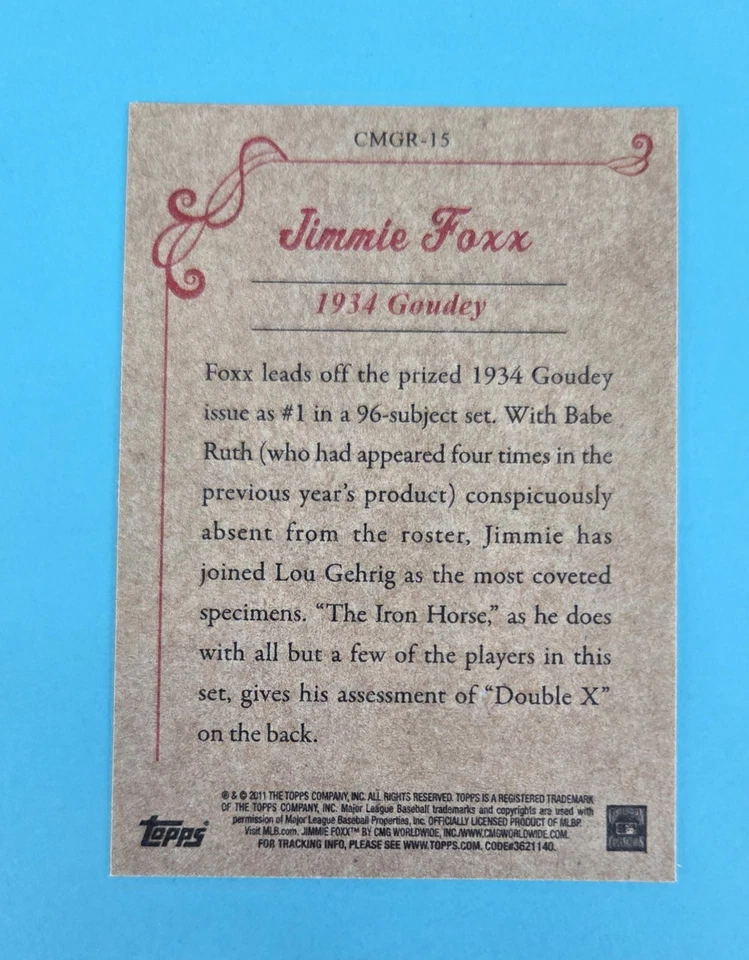 CMGR-15
Jimmie Foxx
1934 Goudey
Foxx leads off the prized 1934 Goudey
issue as #1 in a 96-subject set. With Babe
Ruth (who had appeared four times in the
previous year's product) conspicuously
absent from the roster, Jimmie has
joined Lou Gehrig as the most coveted
specimens. "The Iron Horse," as he does
with all but a few of the players in this
set, gives his assessment of "Double X"
on the back.
® & © 2011 THE TOPPS COMPANY, INC. ALL RIGHTS RESERVED. TOPPS IS A REGISTERED TRADEMARK
OF THE TOPPS COMPANY, INC. Major League Baseball trademarks and copyrights are used with
permission of Major League Baseball Properties, Inc. OFFICIALLY LICENSED PRODUCT OF MLBP.
Visit MLB.com. JIMMIE FOXX™ BY CMG WORLDWIDE, INC./WWW.CMGWORLDWIDE.COM.
FOR TRACKING INFO, PLEASE SEE WWW.TOPPS.COM. CODE#3621140.
Topps